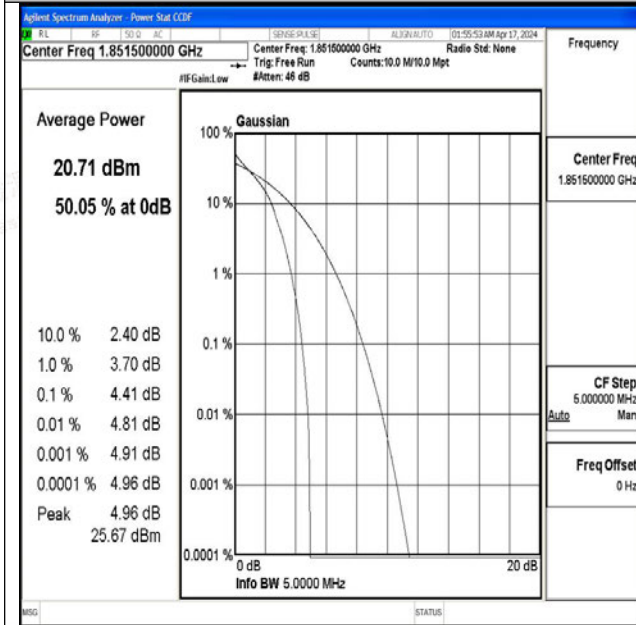 Agilent Spectrum Analyzer - Power Stat CCDF
RL RF 50 Ω AC SENSE:PULSE ALIGNAUTO 01:55:53 AM Apr 17, 2024
Center Freq 1.851500000 GHz
Center Freq: 1.851500000 GHz Radio Std: None
Trig: Free Run Counts:10.0 M/10.0 Mpt
#IFGain:Low #Atten: 46 dB
Frequency
Average Power
20.71 dBm
50.05 % at 0dB
10.0 % 2.40 dB
1.0 % 3.70 dB
0.1 % 4.41 dB
0.01 % 4.81 dB
0.001 % 4.91 dB
0.0001 % 4.96 dB
Peak 4.96 dB
25.67 dBm
Gaussian
100 %
10 %
1 %
0.1 %
0.01 %
0.001 %
0.0001 %
0 dB 20 dB
Info BW 5.0000 MHz
Center Freq
1.851500000 GHz
CF Step
5.000000 MHz
Auto Man
Freq Offset
0 Hz
MSG STATUS